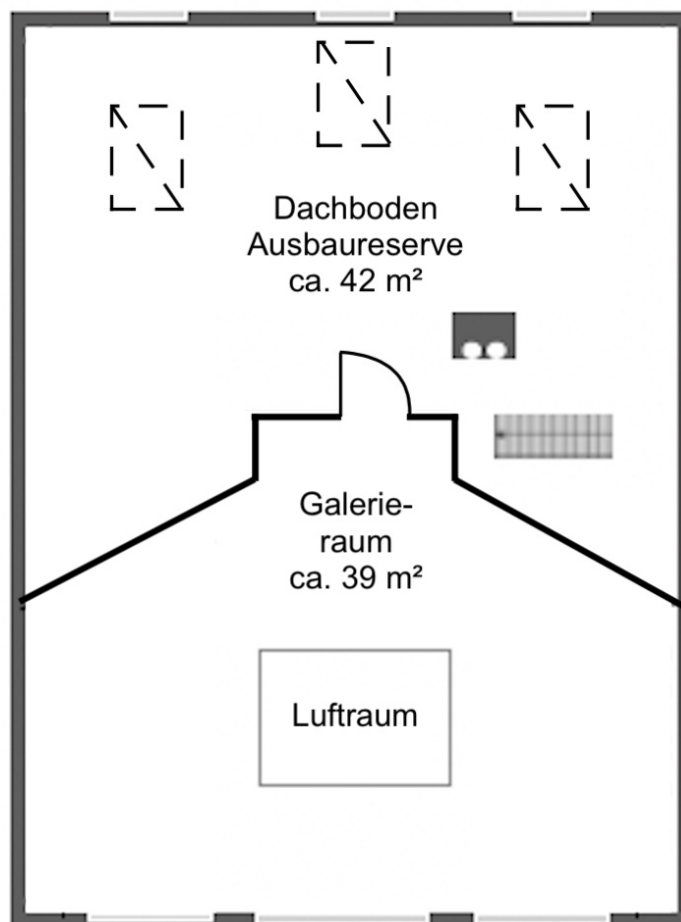 Dachboden
Ausbaureserve
ca. 42 m²
Galerie-
raum
ca. 39 m²
Luftraum